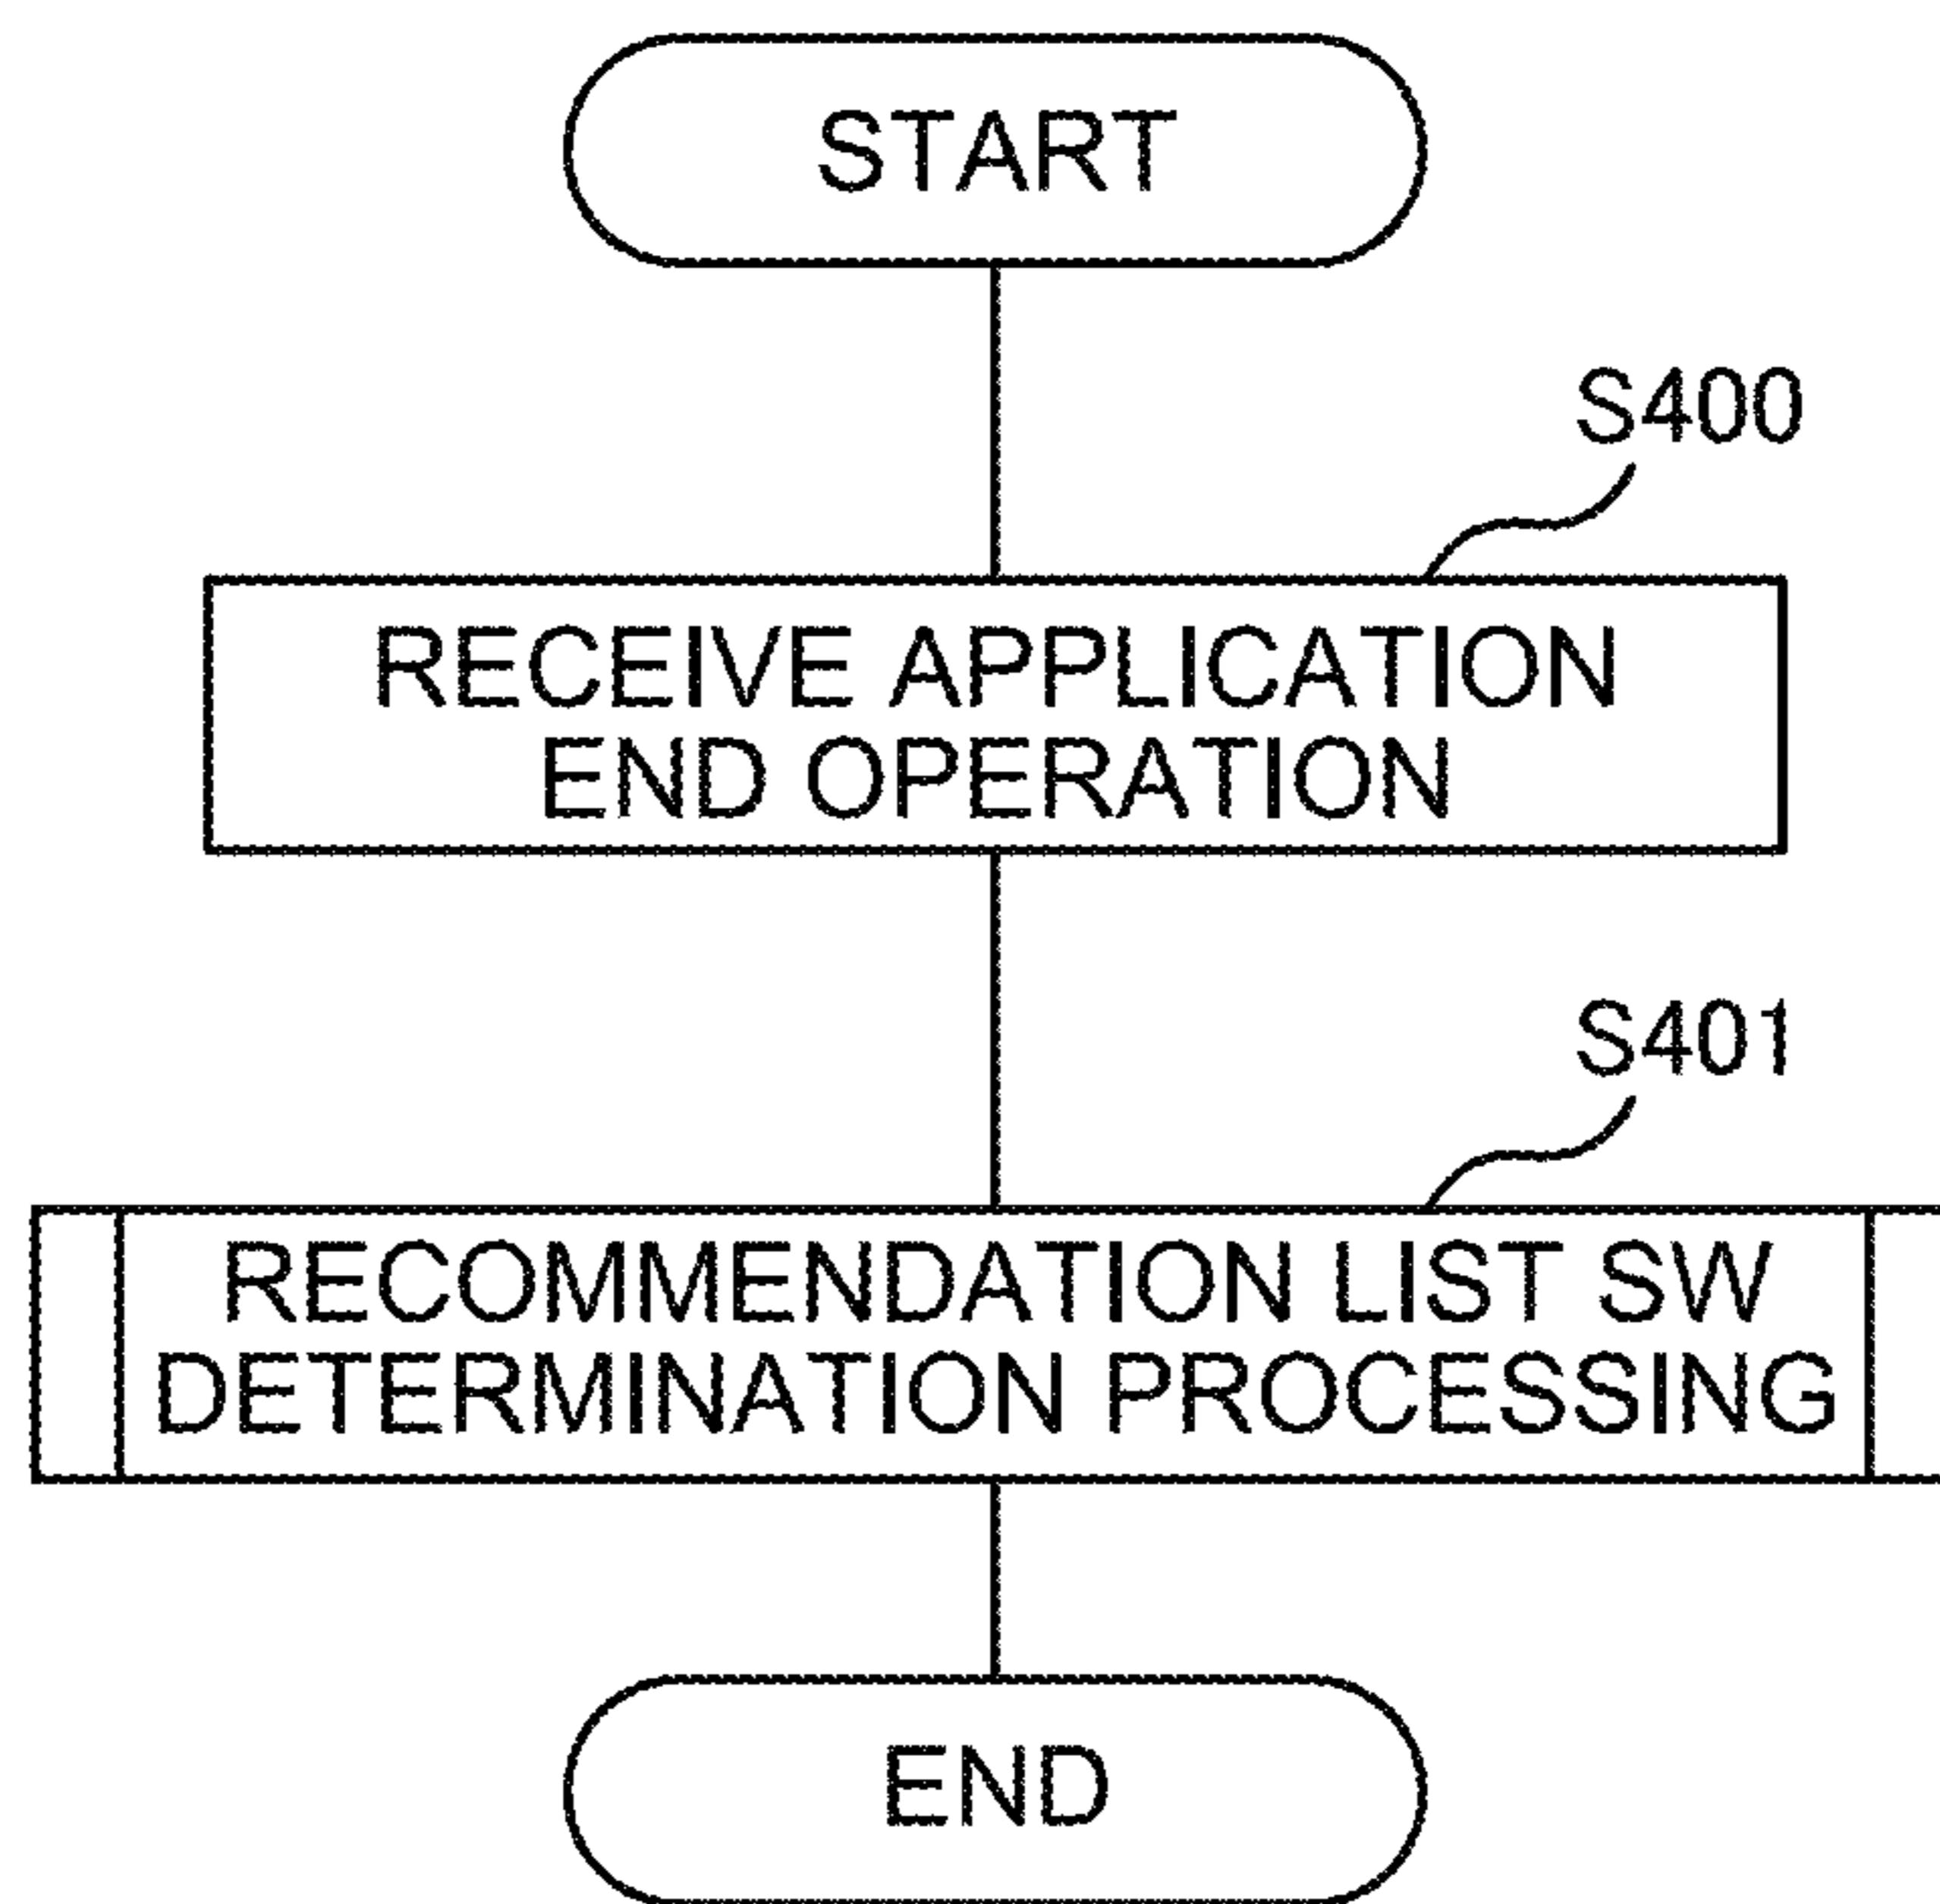 START
S400
RECEIVE APPLICATION
END OPERATION
S401
RECOMMENDATION LIST SW
DETERMINATION PROCESSING
END